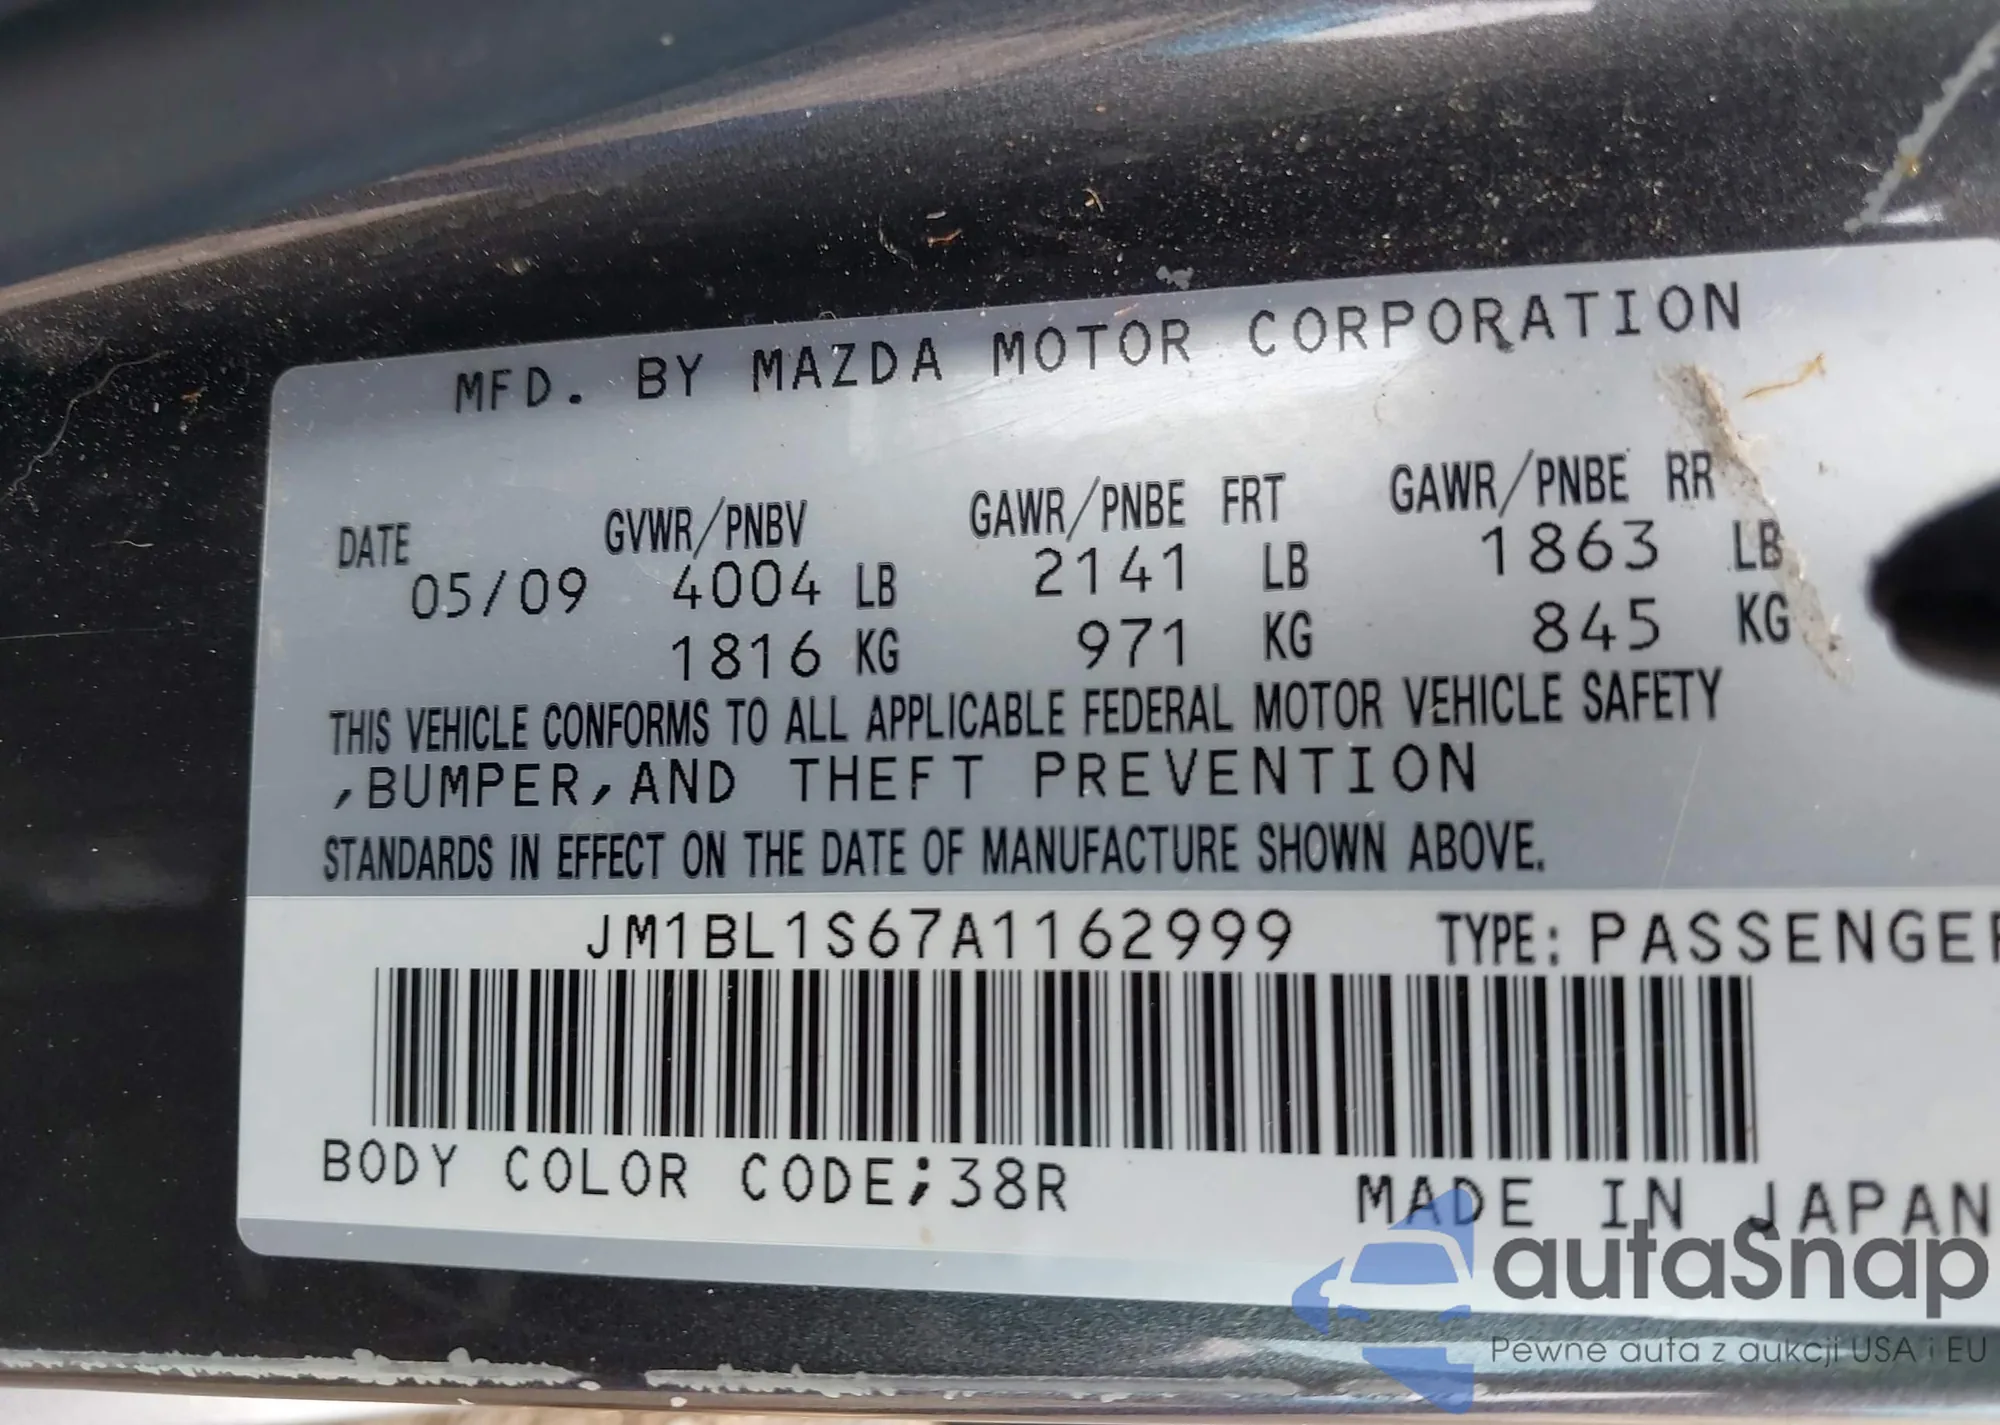 MFD. BY MAZDA MOTOR CORPORATION
DATE GVWR/PNBV GAWR/PNBE FRT GAWR/PNBE RR
05/09 4004 LB 2141 LB 1863 LB
1816 KG 971 KG 845 KG
THIS VEHICLE CONFORMS TO ALL APPLICABLE FEDERAL MOTOR VEHICLE SAFETY
,BUMPER,AND THEFT PREVENTION
STANDARDS IN EFFECT ON THE DATE OF MANUFACTURE SHOWN ABOVE.
JM1BL1S67A1162999 TYPE: PASSENGER
BODY COLOR CODE;38R
MADE IN JAPAN
autaSnap
Pewne auta z aukcji USA i EU